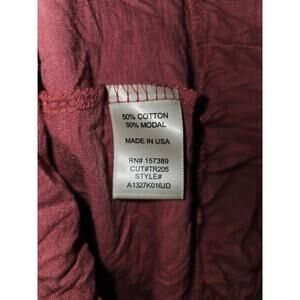 50% COTTON
50% MODAL
MADE IN USA
RN# 157389
CUT#TR205
STYLE#
A1327K016JD